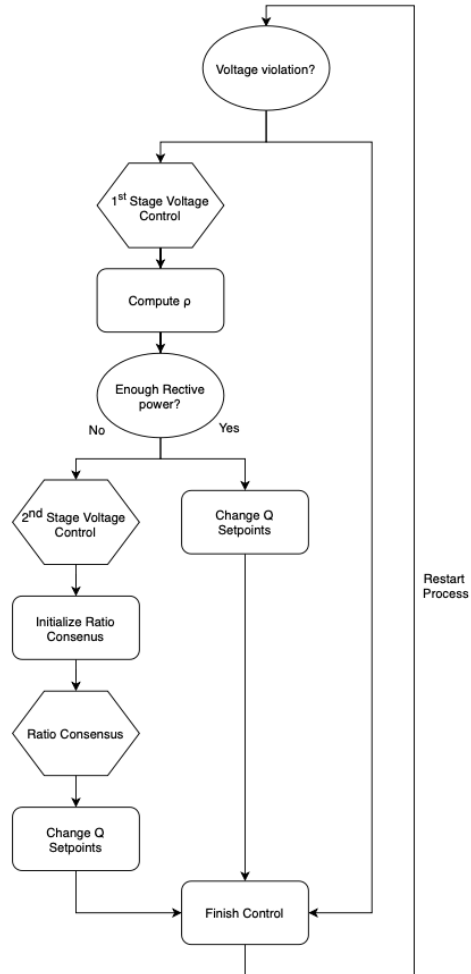 Voltage violation?
1st Stage Voltage
Control
Compute ρ
Enough Rective
power?
No
Yes
2nd Stage Voltage
Control
Change Q
Setpoints
Restart
Process
Initialize Ratio
Consenus
Ratio Consensus
Change Q
Setpoints
Finish Control